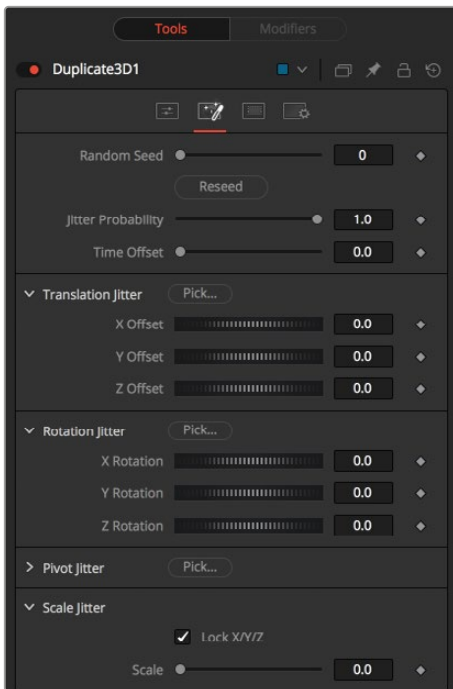 Tools Modifiers
Duplicate3D1
Random Seed 0
Reseed
Jitter Probability 1.0
Time Offset 0.0
Translation Jitter Pick...
X Offset 0.0
Y Offset 0.0
Z Offset 0.0
Rotation Jitter Pick...
X Rotation 0.0
Y Rotation 0.0
Z Rotation 0.0
Pivot Jitter Pick...
Scale Jitter
Lock X/Y/Z
Scale 0.0